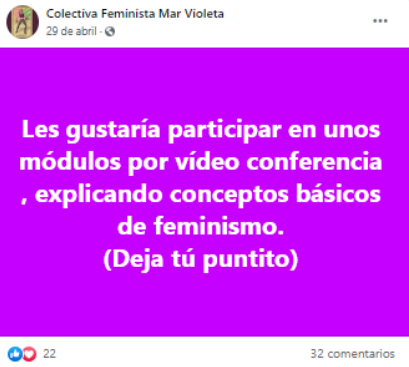 Colectiva Feminista Mar Violeta
29 de abril ·
Les gustaría participar en unos
módulos por vídeo conferencia
, explicando conceptos básicos
de feminismo.
(Deja tú puntito)
22
32 comentarios